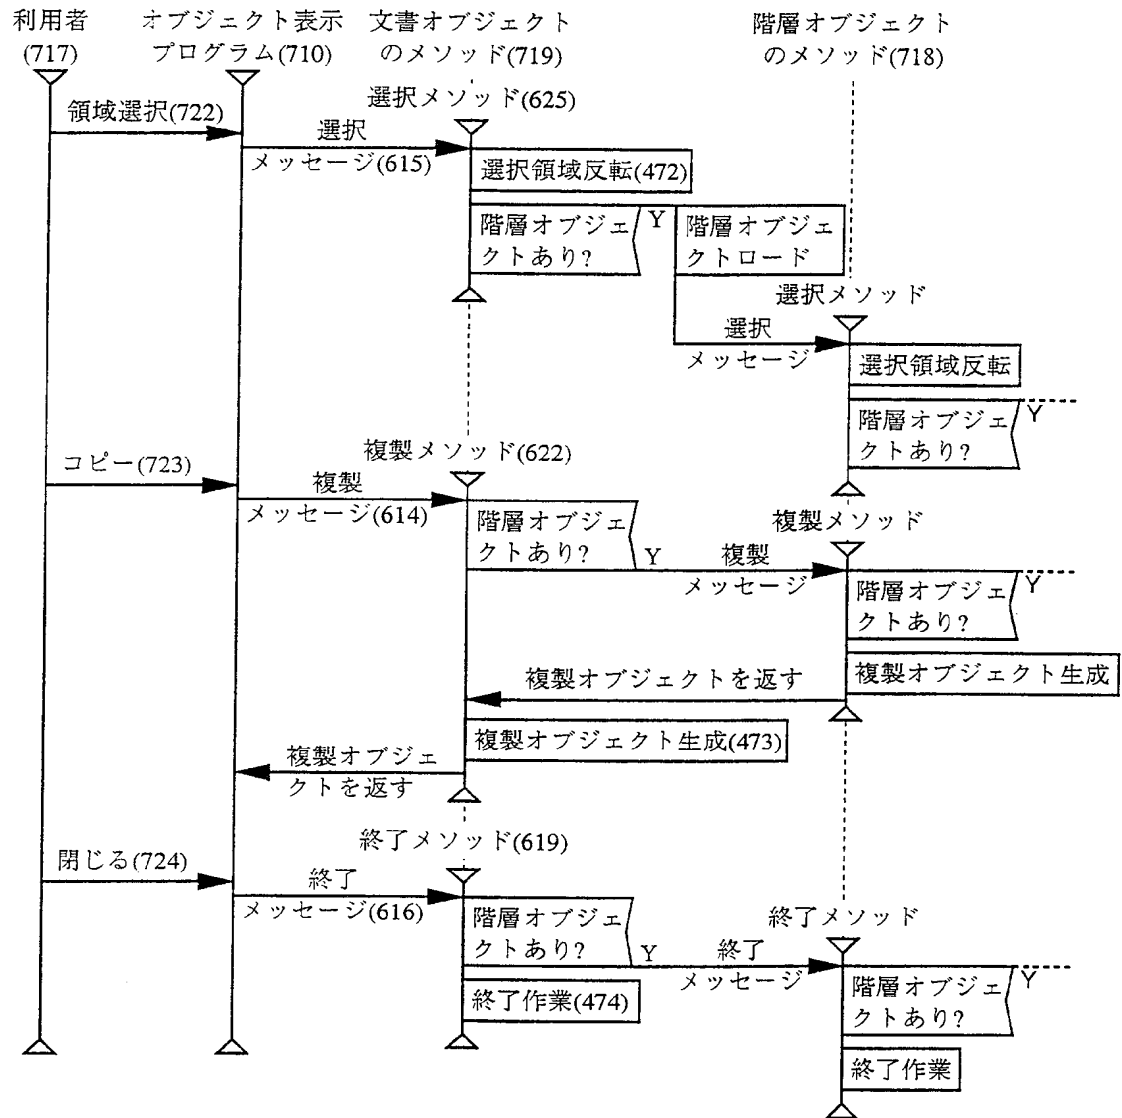 利用者
(717)
オブジェクト表示
プログラム(710)
文書オブジェクト
のメソッド(719)
階層オブジェクト
のメソッド(718)
選択メソッド(625)
領域選択(722)
選択
メッセージ(615)
選択領域反転(472)
階層オブジェ
クトあり?
Y
階層オブジェ
クトロード
選択メソッド
選択
メッセージ
選択領域反転
階層オブジェ
クトあり?
Y
複製メソッド(622)
コピー(723)
複製
メッセージ(614)
階層オブジェ
クトあり?
Y
複製
メッセージ
複製メソッド
階層オブジェ
クトあり?
Y
複製オブジェクト生成
複製オブジェクトを返す
複製オブジェクト生成(473)
複製オブジェ
クトを返す
終了メソッド(619)
閉じる(724)
終了
メッセージ(616)
階層オブジェ
クトあり?
Y
終了
メッセージ
終了メソッド
階層オブジェ
クトあり?
Y
終了作業(474)
終了作業